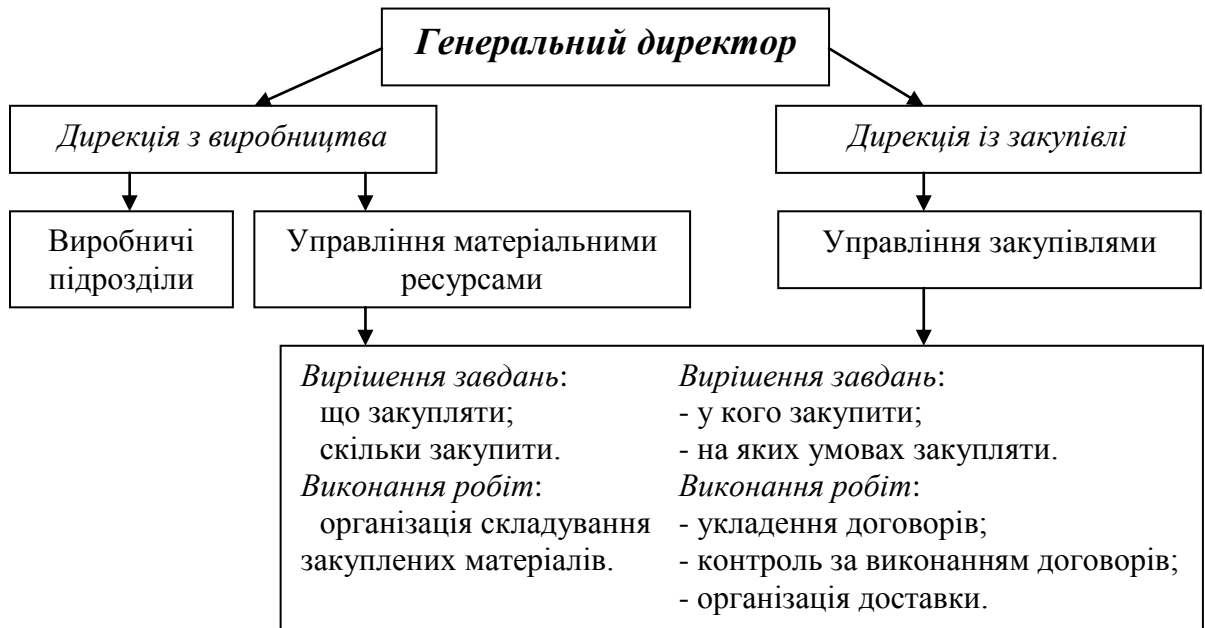 Генеральний директор
Дирекція з виробництва
Дирекція із закупівлі
Виробничі
підрозділи
Управління матеріальними
ресурсами
Управління закупівлями
Вирішення завдань:
що закупляти;
скільки закупити.
Виконання робіт:
організація складування
закуплених матеріалів.
Вирішення завдань:
- у кого закупити;
- на яких умовах закупляти.
Виконання робіт:
- укладення договорів;
- контроль за виконанням договорів;
- організація доставки.